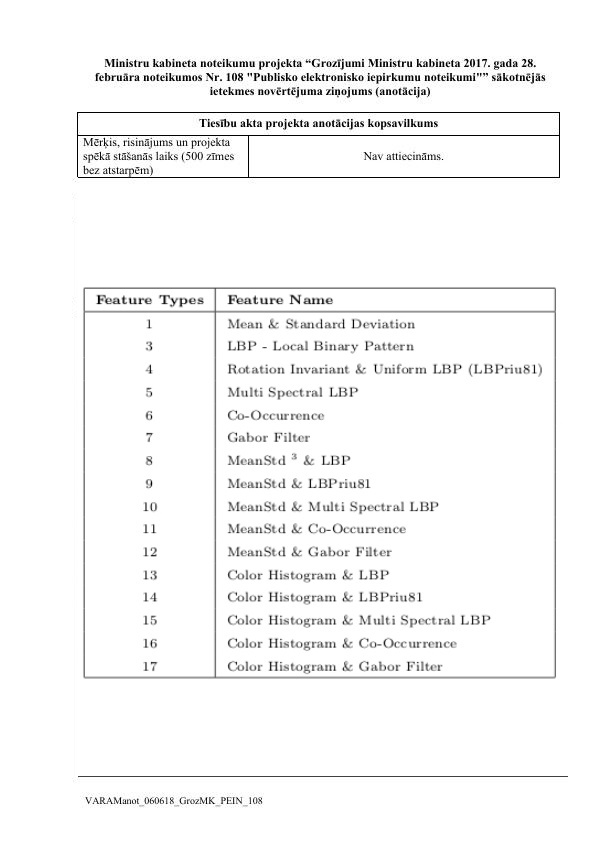 Ministru kabineta noteikumu projekta “Grozījumi Ministru kabineta 2017. gada 28.
februāra noteikumos Nr. 108 "Publisko elektronisko iepirkumu noteikumi"” sākotnējās
ietekmes novērtējuma ziņojums (anotācija)
Tiesību akta projekta anotācijas kopsavilkums
Mērķis, risinājums un projekta
spēkā stāšanās laiks (500 zīmes
bez atstarpēm)
Nav attiecināms.
Feature Types Feature Name
1 Mean & Standard Deviation
3 LBP - Local Binary Pattern
4 Rotation Invariant & Uniform LBP (LBPriu81)
5 Multi Spectral LBP
6 Co-Occurrence
7 Gabor Filter
8 MeanStd ³ & LBP
9 MeanStd & LBPriu81
10 MeanStd & Multi Spectral LBP
11 MeanStd & Co-Occurrence
12 MeanStd & Gabor Filter
13 Color Histogram & LBP
14 Color Histogram & LBPriu81
15 Color Histogram & Multi Spectral LBP
16 Color Histogram & Co-Occurrence
17 Color Histogram & Gabor Filter
VARAManot_060618_GrozMK_PEIN_108